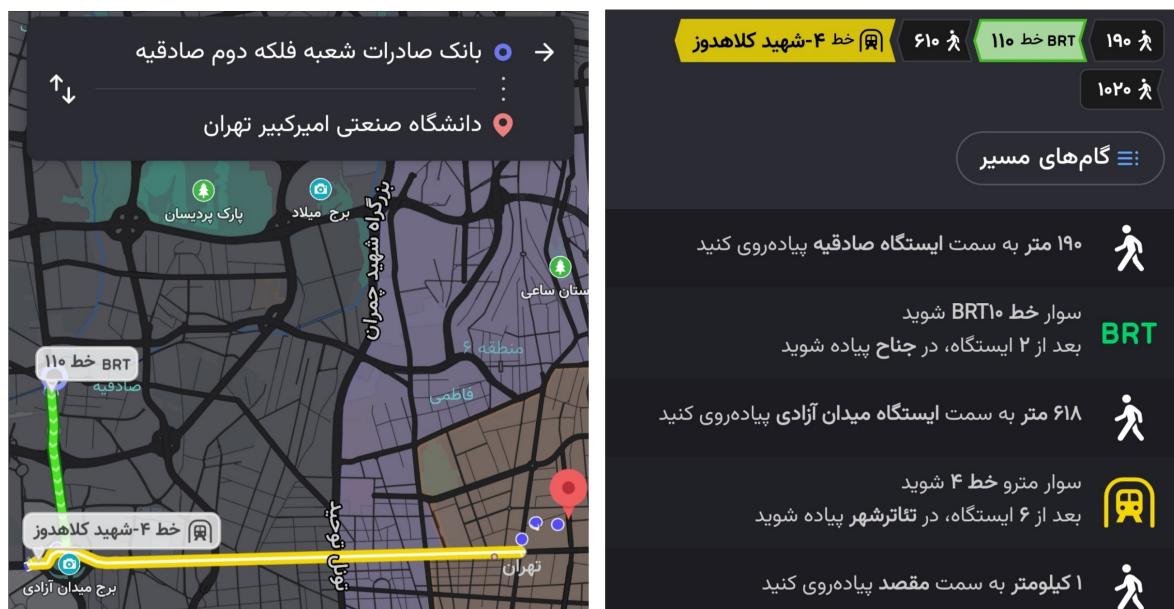 بانک صادرات شعبه فلکه دوم صادقیه
دانشگاه صنعتی امیرکبیر تهران
پارک پردیسان
برج میلاد
بزرگراه شهید چمران
ستان ساعی
منطقه ۶
BRT خط ۱۱۰
صادقیه
فاطمی
خط ۴-شهید کلاهدوز
تونل توحید
تهران
برج میدان آزادی
۱۹۰
BRT خط ۱۱۰
۶۱۰
خط ۴-شهید کلاهدوز
۱۰۲۰
گام‌های مسیر
۱۹۰ متر به سمت ایستگاه صادقیه پیاده‌روی کنید
BRT
سوار خط BRT۱۰ شوید
بعد از ۲ ایستگاه، در جناح پیاده شوید
۶۱۸ متر به سمت ایستگاه میدان آزادی پیاده‌روی کنید
سوار مترو خط ۴ شوید
بعد از ۶ ایستگاه، در تئاترشهر پیاده شوید
۱ کیلومتر به سمت مقصد پیاده‌روی کنید